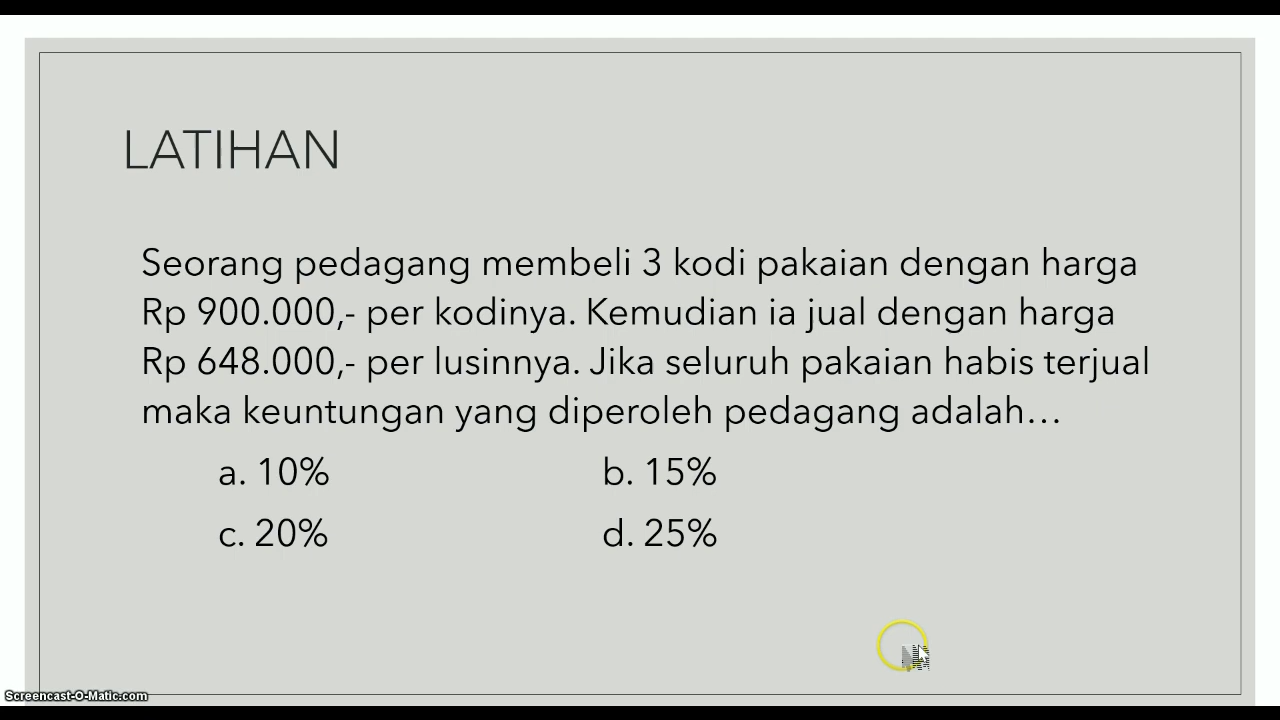 LATIHAN
Seorang pedagang membeli 3 kodi pakaian dengan harga
Rp 900.000,- per kodinya. Kemudian ia jual dengan harga
Rp 648.000,- per lusinnya. Jika seluruh pakaian habis terjual
maka keuntungan yang diperoleh pedagang adalah…
a. 10% b. 15%
c. 20% d. 25%
Screencast-O-Matic.com